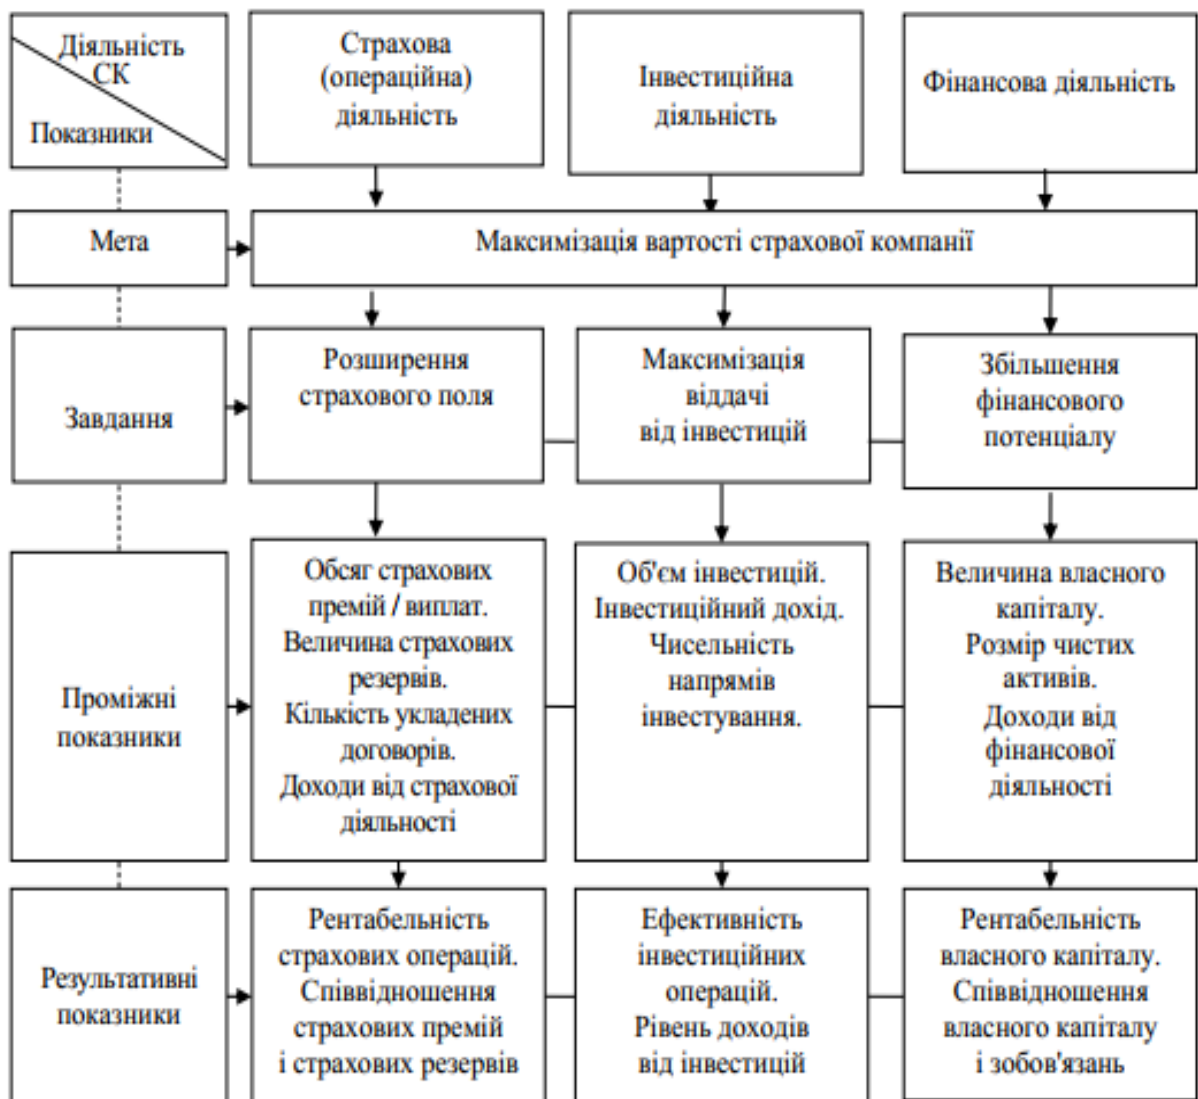 Діяльність
СК
Показники
Страхова
(операційна)
діяльність
Інвестиційна
діяльність
Фінансова діяльність
Мета
Максимізація вартості страхової компанії
Завдання
Розширення
страхового поля
Максимізація
віддачі
від інвестицій
Збільшення
фінансового
потенціалу
Проміжні
показники
Обсяг страхових
премій / виплат.
Величина страхових
резервів.
Кількість укладених
договорів.
Доходи від страхової
діяльності
Об'єм інвестицій.
Інвестиційний дохід.
Чисельність
напрямів
інвестування.
Величина власного
капіталу.
Розмір чистих
активів.
Доходи від
фінансової
діяльності
Результативні
показники
Рентабельність
страхових операцій.
Співвідношення
страхових премій
і страхових резервів
Ефективність
інвестиційних
операцій.
Рівень доходів
від інвестицій
Рентабельність
власного капіталу.
Співвідношення
власного капіталу
і зобов'язань